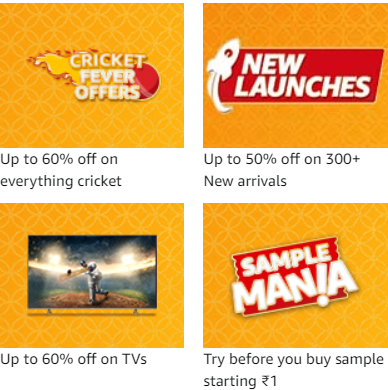 CRICKET
FEVER
OFFERS
NEW
LAUNCHES
Up to 60% off on
everything cricket
Up to 50% off on 300+
New arrivals
SAMPLE
MANIA
Up to 60% off on TVs
Try before you buy sample
starting ₹1